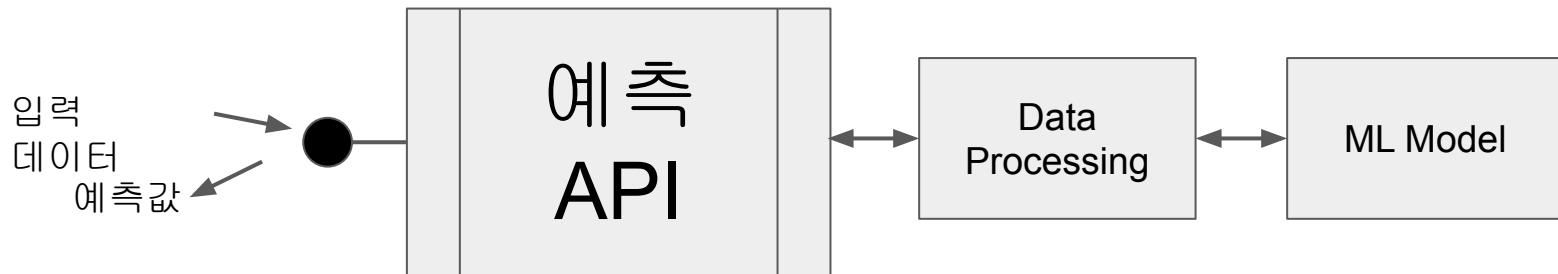 입력
데이터
예측값
예측
API
Data
Processing
ML Model